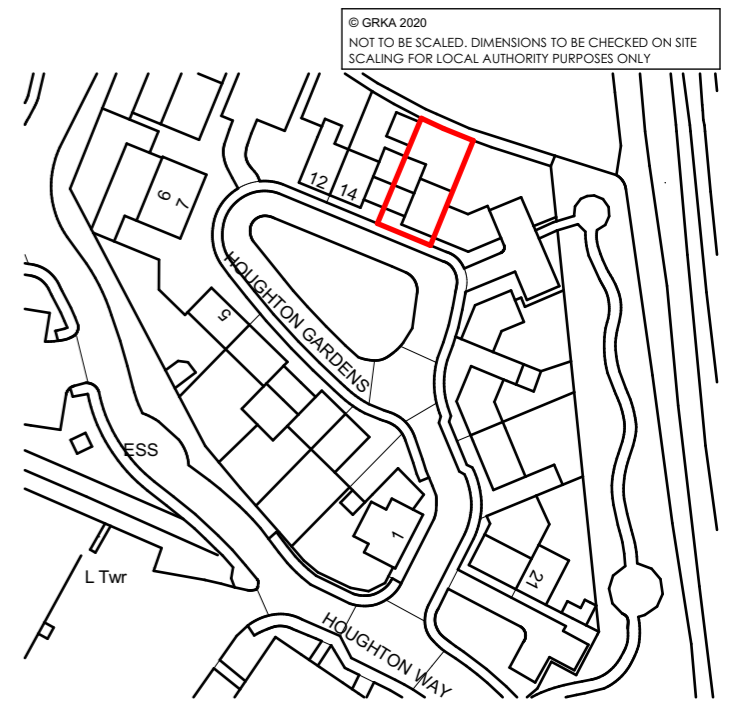 © GRKA 2020
NOT TO BE SCALED. DIMENSIONS TO BE CHECKED ON SITE
SCALING FOR LOCAL AUTHORITY PURPOSES ONLY
12
14
6
7
HOUGHTON GARDENS
5
ESS
1
L Twr
21
HOUGHTON WAY